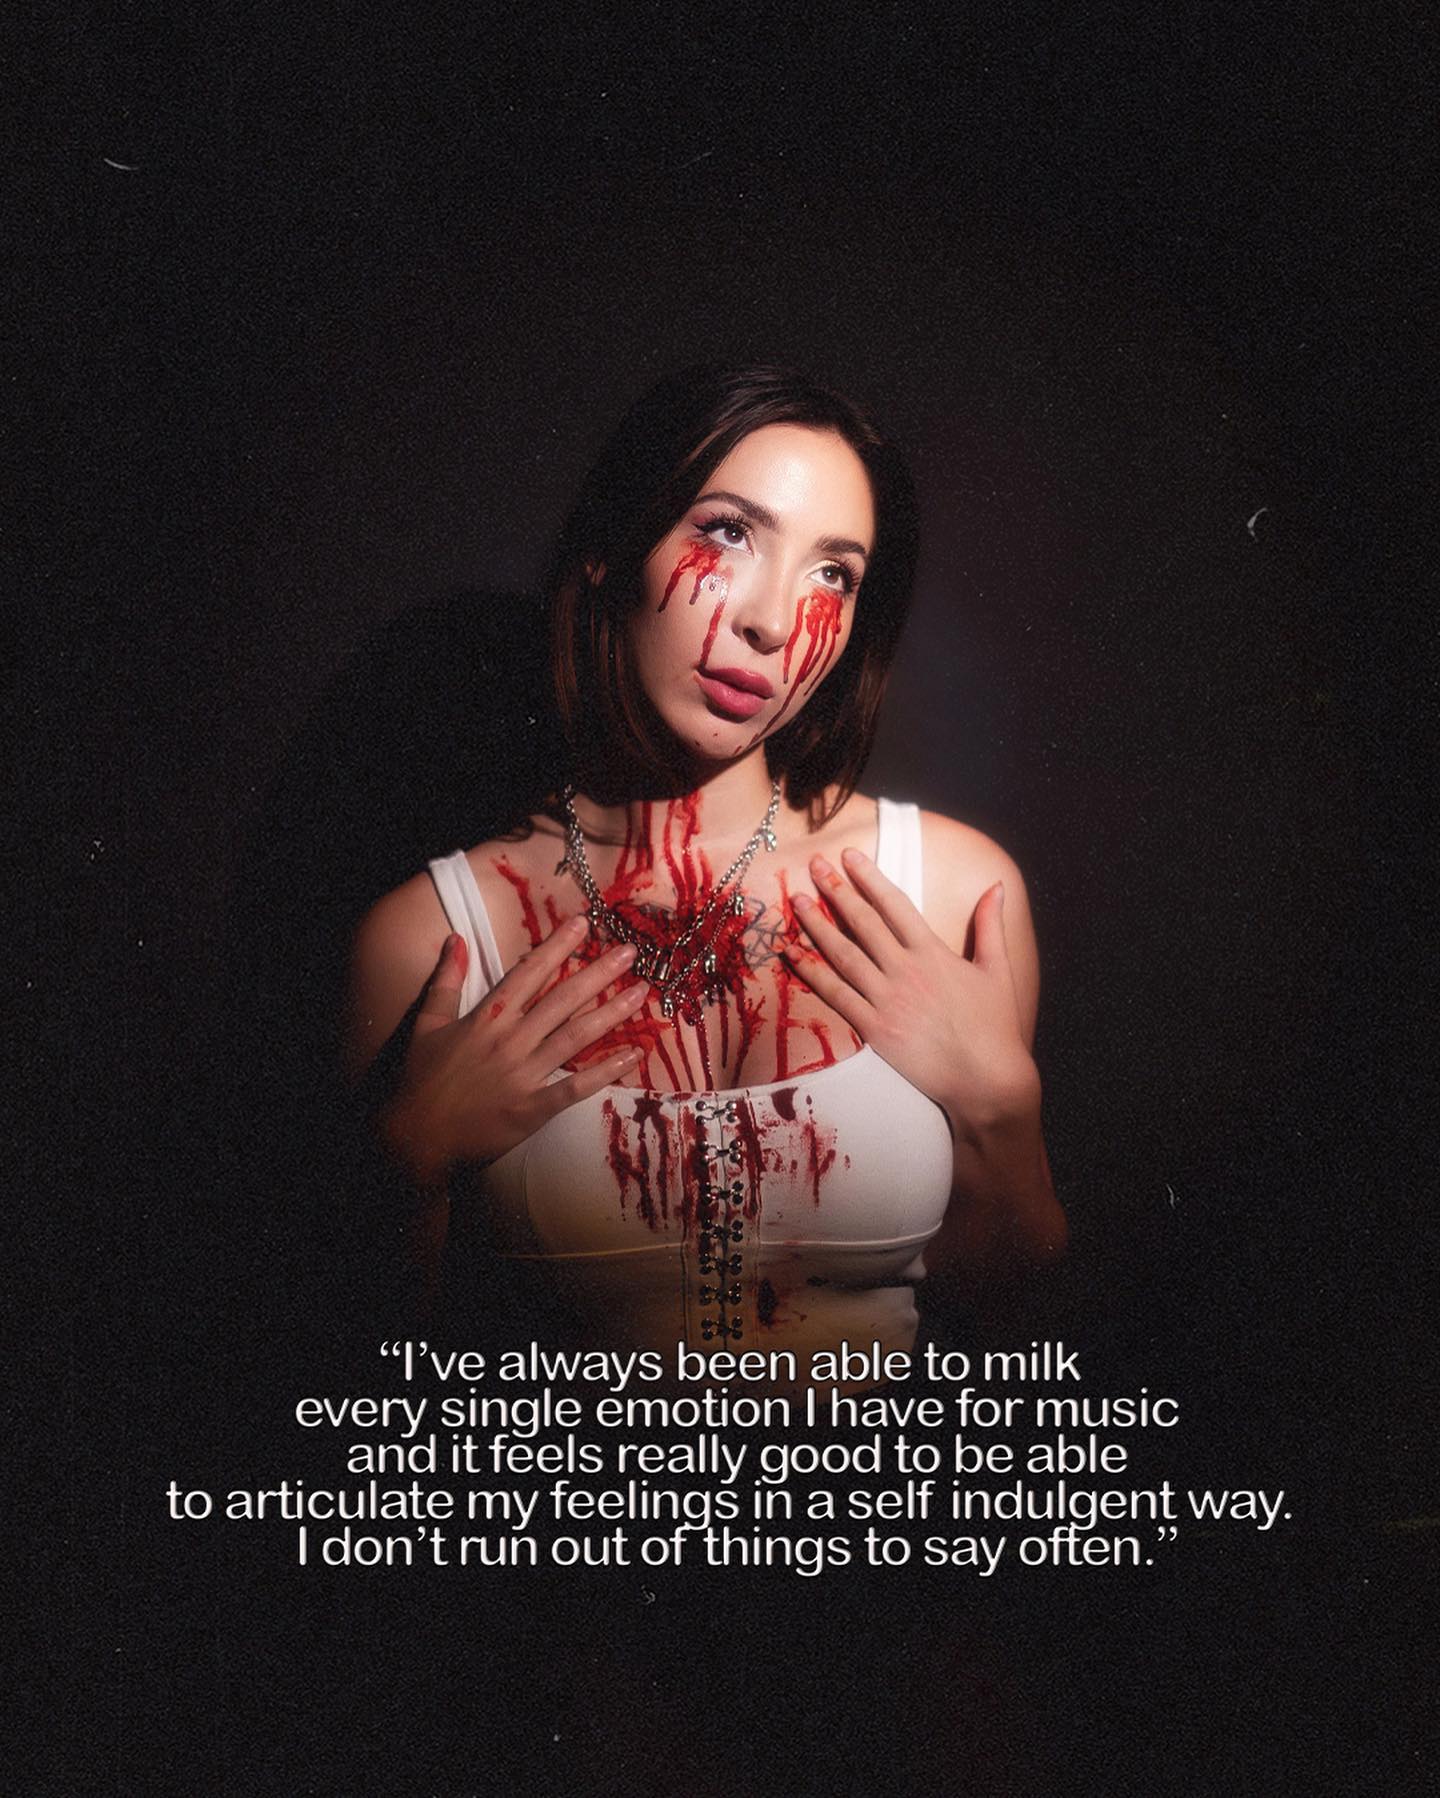 “I’ve always been able to milk
every single emotion I have for music
and it feels really good to be able
to articulate my feelings in a self indulgent way.
I don’t run out of things to say often.”